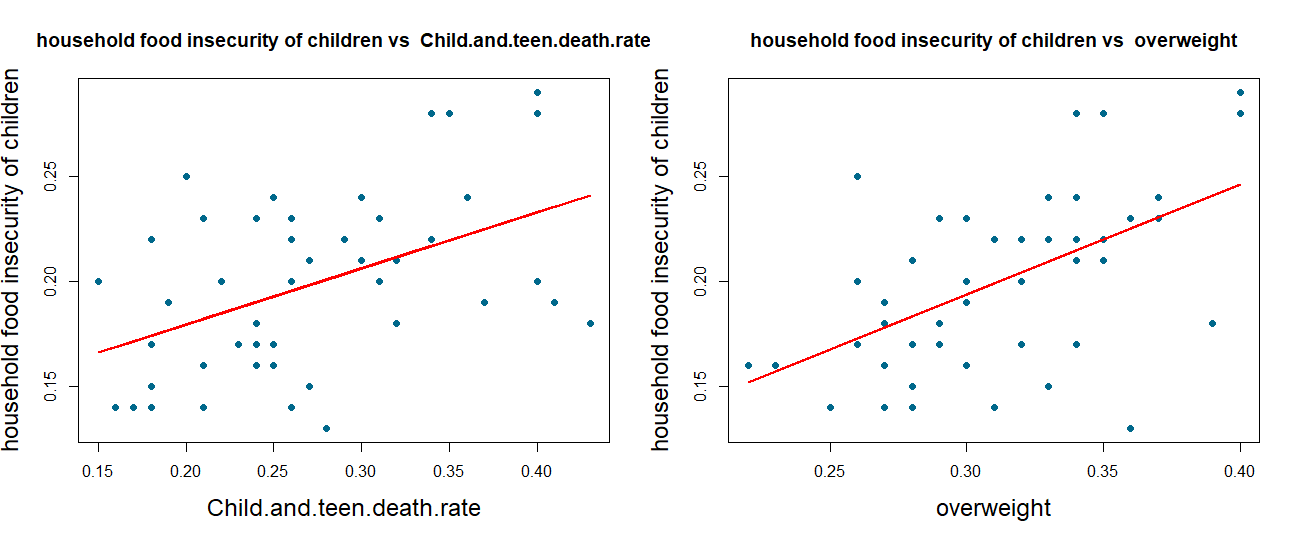 household food insecurity of children vs  Child.and.teen.death.rate
household food insecurity of children
0.15
0.20
0.25
0.15
0.20
0.25
0.30
0.35
0.40
Child.and.teen.death.rate
household food insecurity of children vs  overweight
household food insecurity of children
0.15
0.20
0.25
0.25
0.30
0.35
0.40
overweight